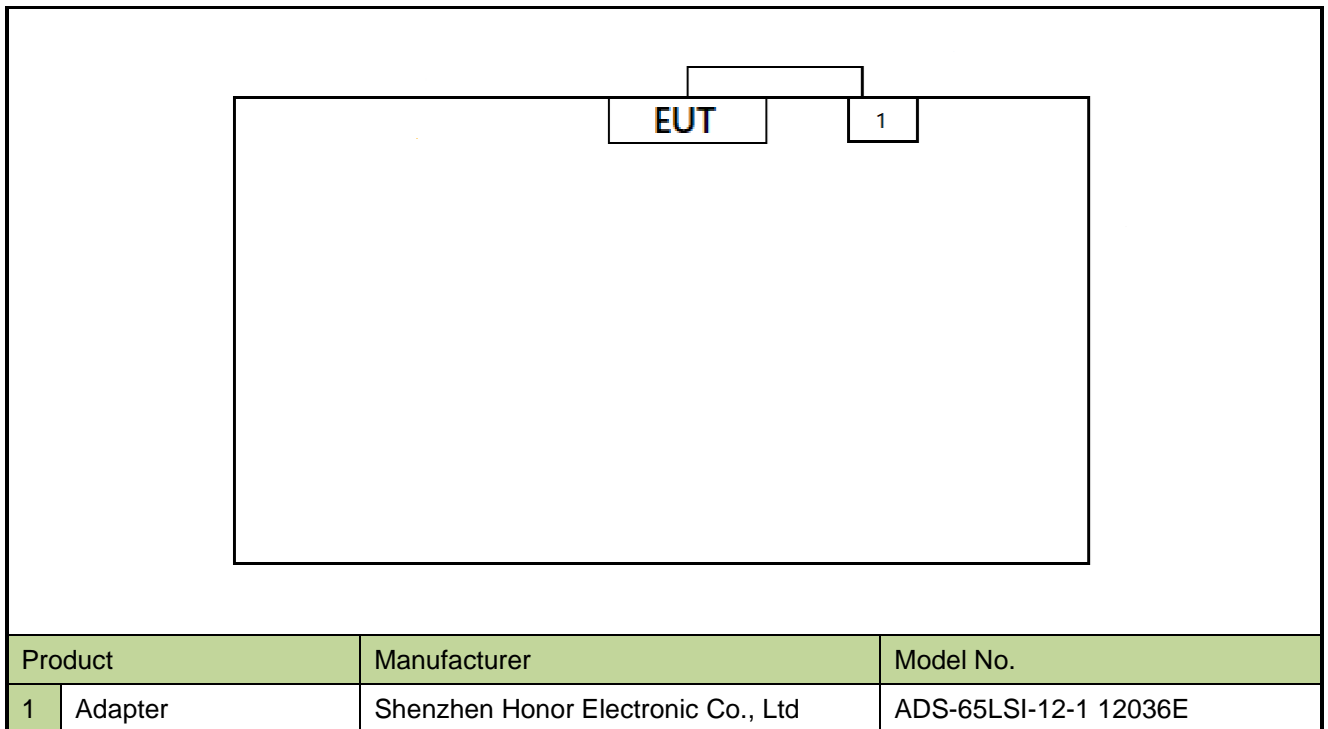 EUT 1
Product Manufacturer Model No.
1 Adapter Shenzhen Honor Electronic Co., Ltd ADS-65LSI-12-1 12036E